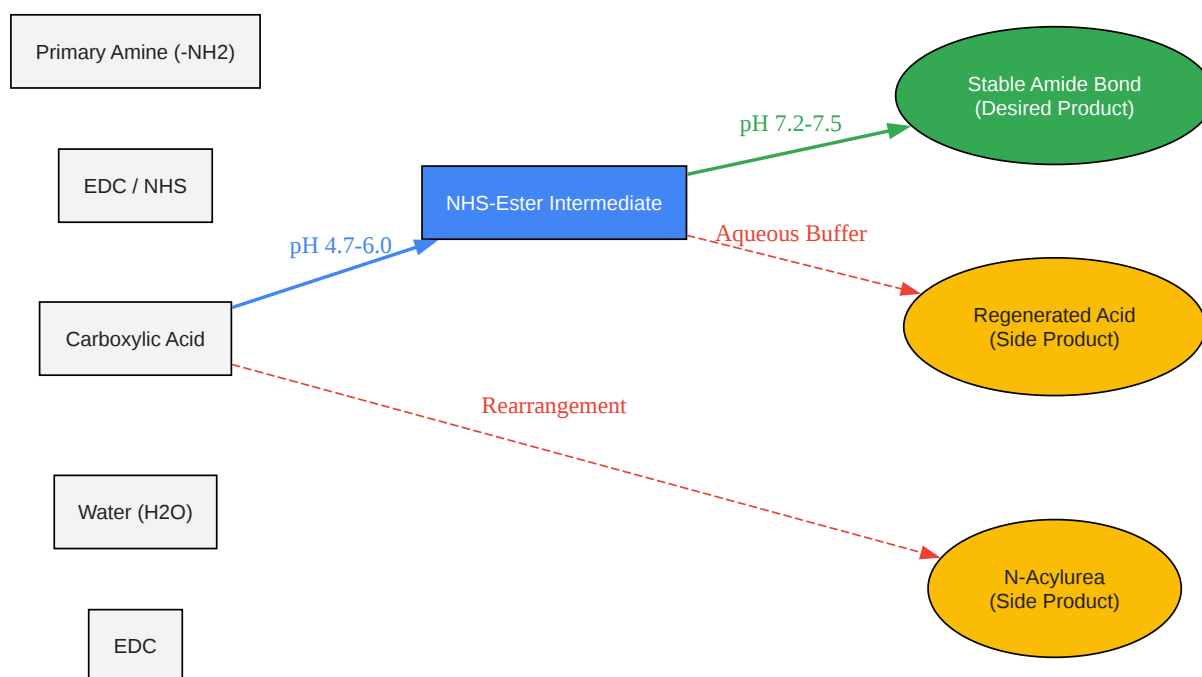 Primary Amine (-NH2)
Stable Amide Bond
(Desired Product)
pH 7.2-7.5
EDC / NHS
NHS-Ester Intermediate
pH 4.7-6.0
Aqueous Buffer
Carboxylic Acid
Regenerated Acid
(Side Product)
Rearrangement
Water (H2O)
N-Acylurea
(Side Product)
EDC